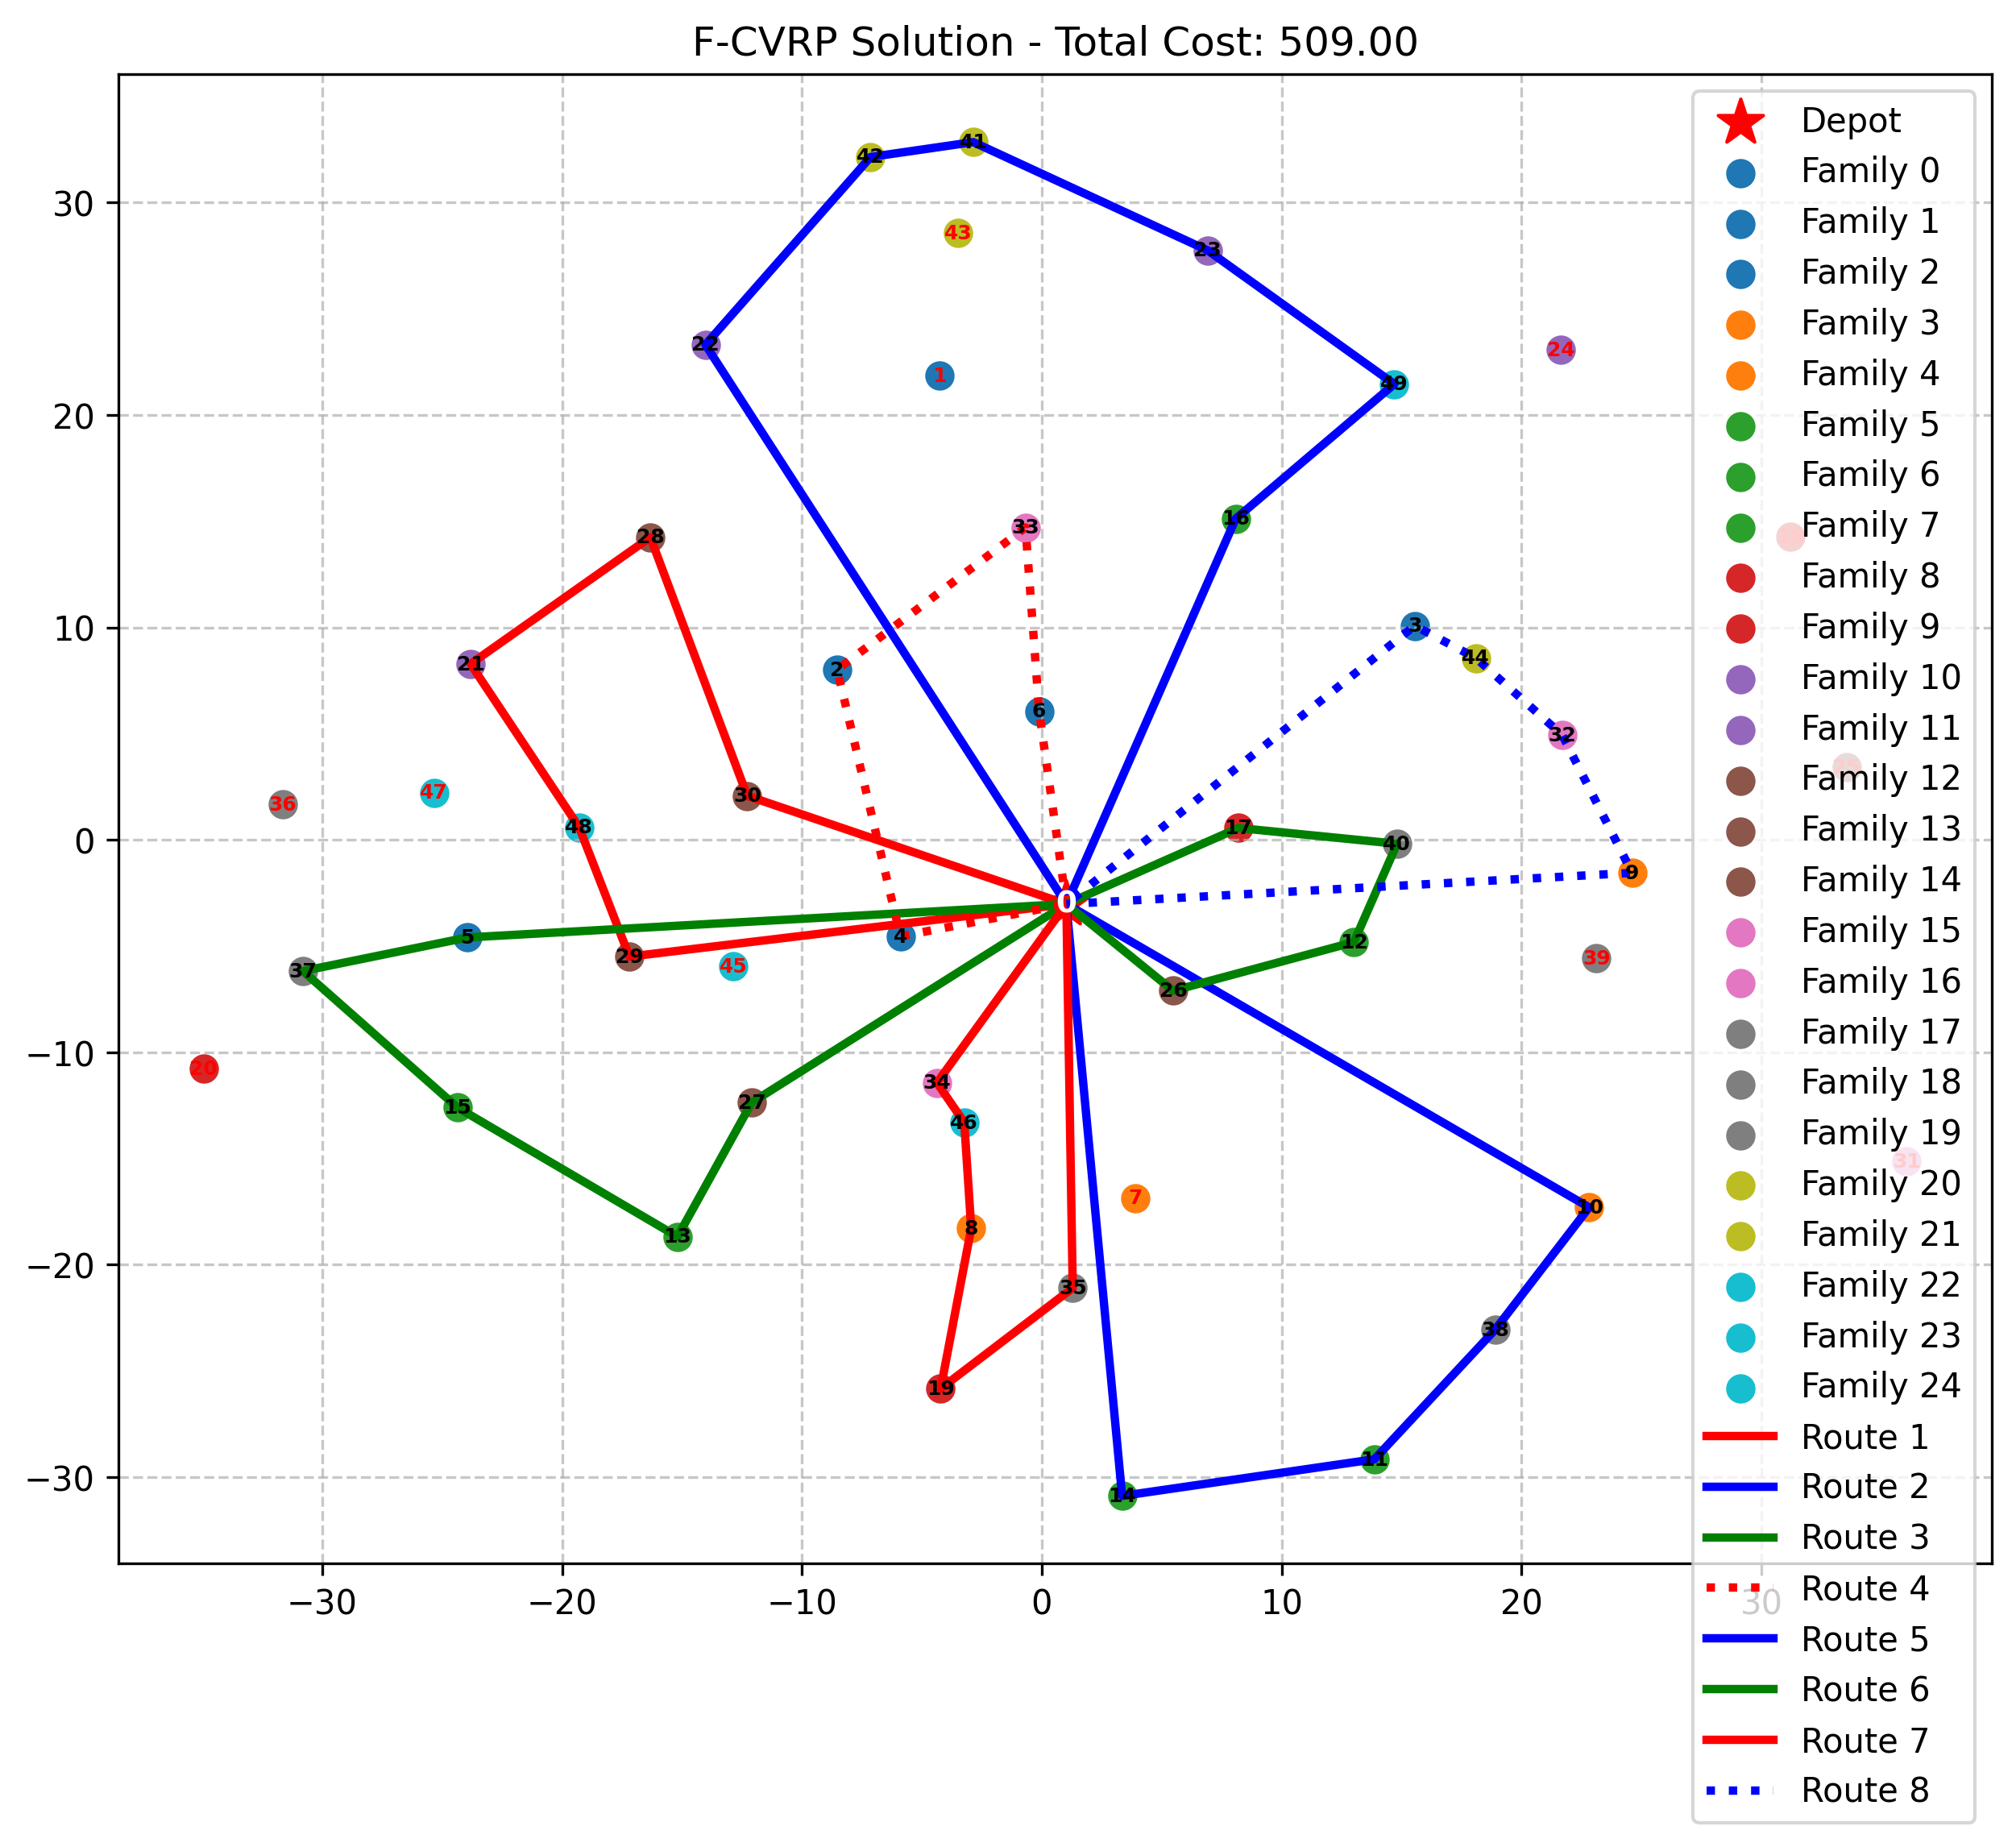 F-CVRP Solution - Total Cost: 509.00
Depot
Family 0
Family 1
Family 2
Family 3
Family 4
Family 5
Family 6
Family 7
Family 8
Family 9
Family 10
Family 11
Family 12
Family 13
Family 14
Family 15
Family 16
Family 17
Family 18
Family 19
Family 20
Family 21
Family 22
Family 23
Family 24
Route 1
Route 2
Route 3
Route 4
Route 5
Route 6
Route 7
Route 8
30
20
10
0
−10
−20
−30
−30
−20
−10
0
10
20
30
41
42
43
23
22
24
1
49
16
33
28
3
44
21
2
6
32
47
30
36
48
17
40
9
0
5
4
12
39
29
45
37
26
20
34
27
15
46
31
7
10
8
13
35
38
19
11
14